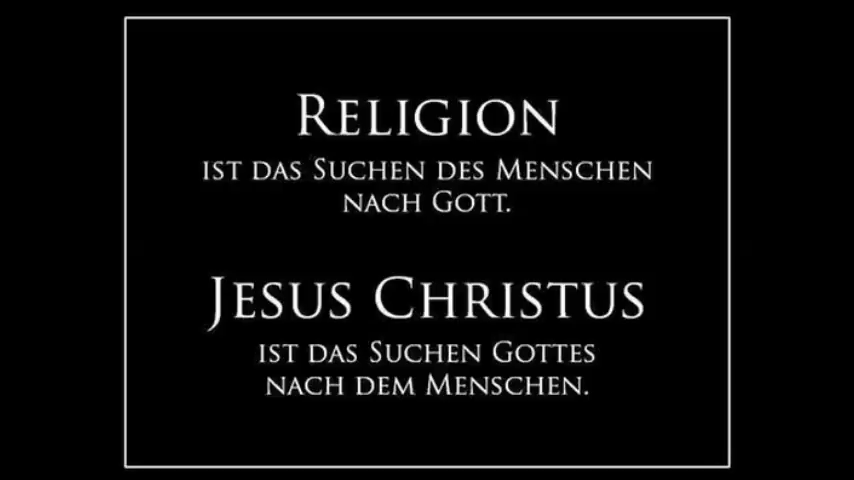 Religion
ist das Suchen des Menschen
nach Gott.
Jesus Christus
ist das Suchen Gottes
nach dem Menschen.